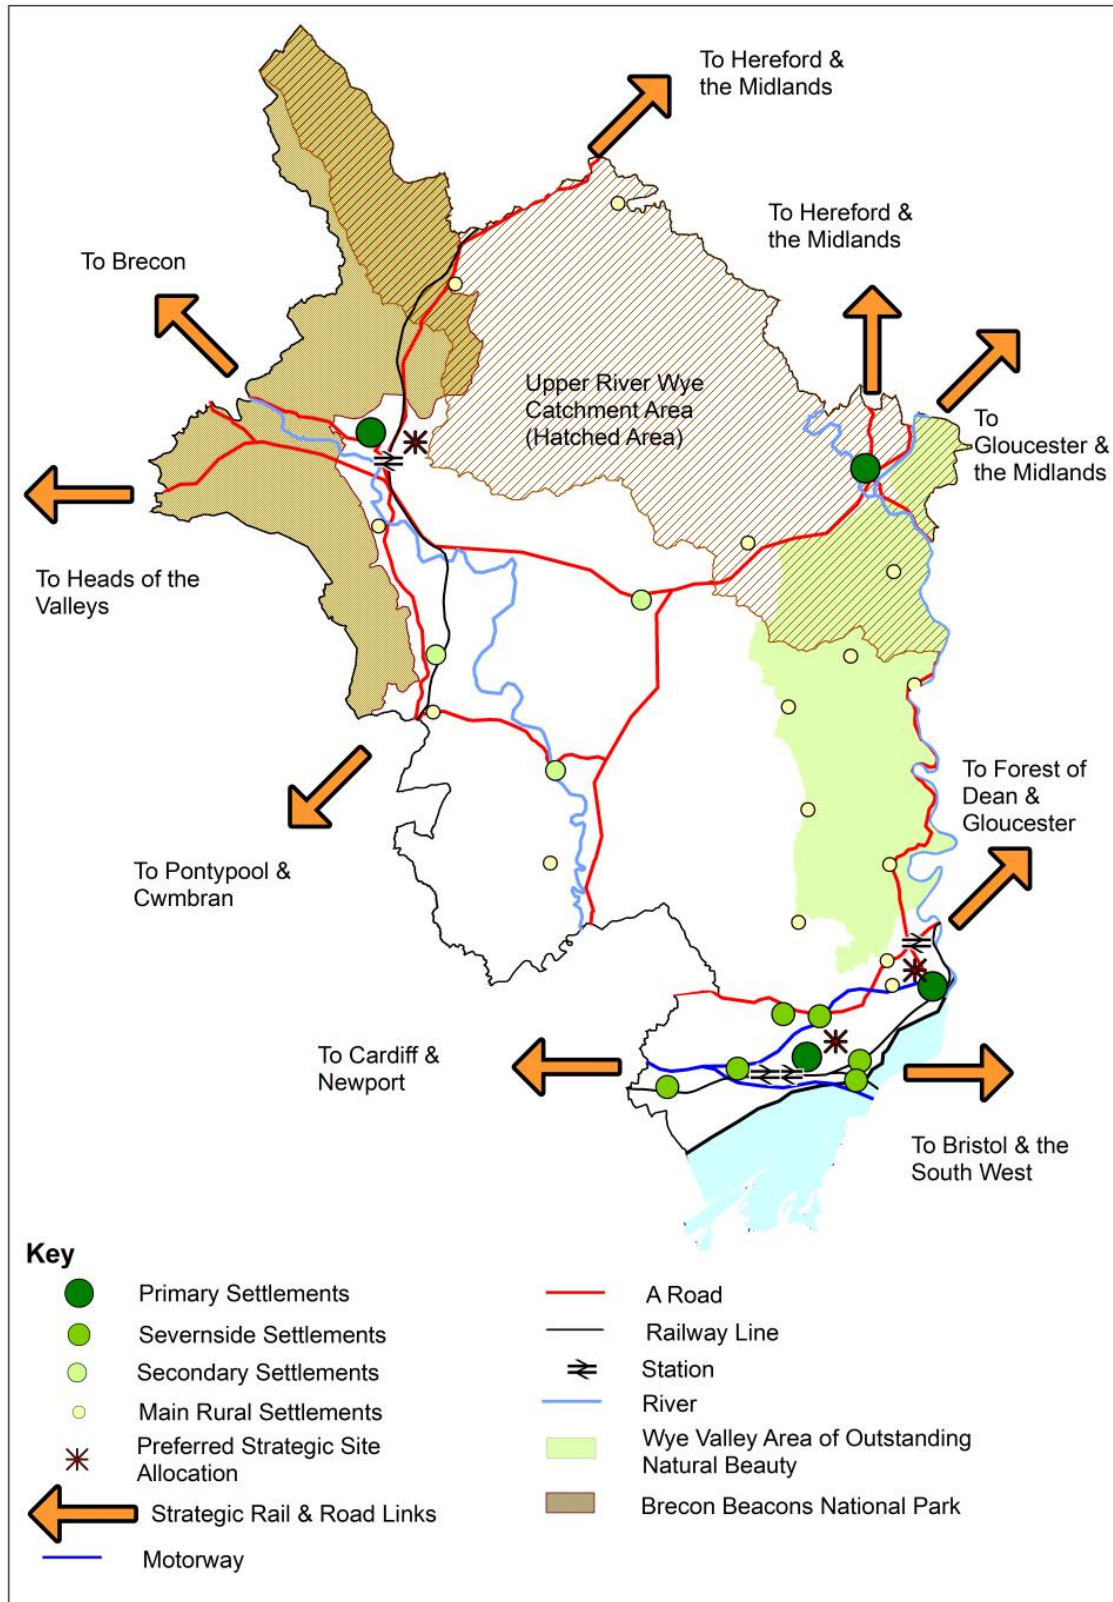 To Hereford &
the Midlands
To Hereford &
the Midlands
To Brecon
Upper River Wye
Catchment Area
(Hatched Area)
To
Gloucester &
the Midlands
To Heads of the
Valleys
To Forest of
Dean &
Gloucester
To Pontypool &
Cwmbran
To Cardiff &
Newport
To Bristol & the
South West
Key
Primary Settlements
Severnside Settlements
Secondary Settlements
Main Rural Settlements
Preferred Strategic Site
Allocation
Strategic Rail & Road Links
Motorway
A Road
Railway Line
Station
River
Wye Valley Area of Outstanding
Natural Beauty
Brecon Beacons National Park